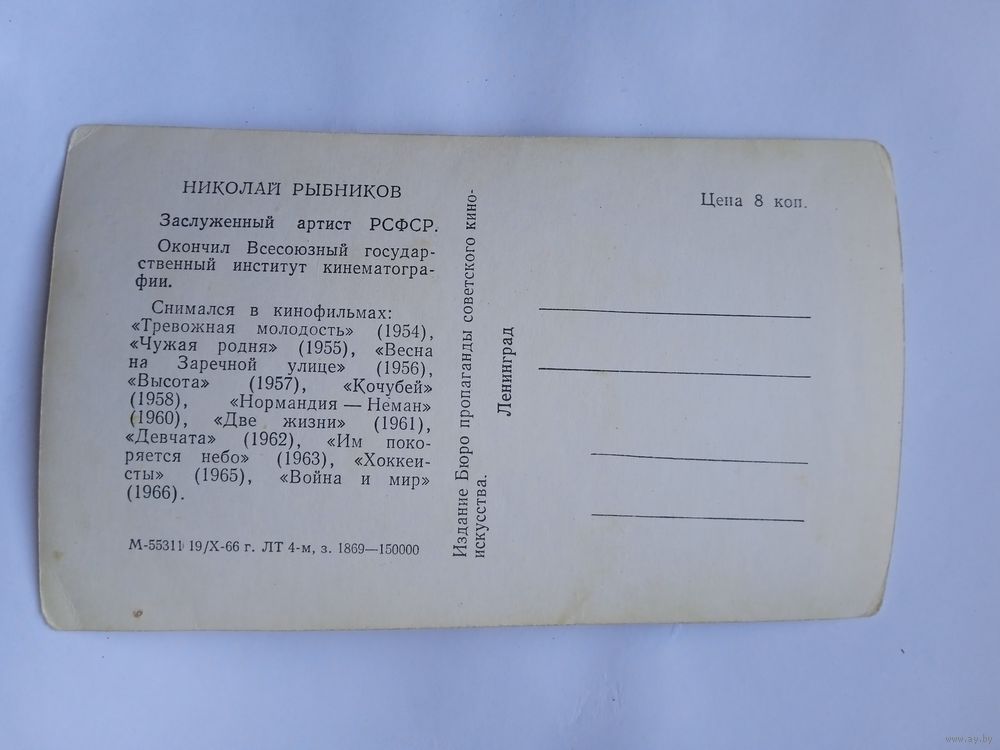 НИКОЛАЙ РЫБНИКОВ
Заслуженный артист РСФСР.
Окончил Всесоюзный государ-
ственный институт кинематогра-
фии.
Снимался в кинофильмах:
«Тревожная молодость» (1954),
«Чужая родня» (1955), «Весна
на Заречной улице» (1956),
«Высота» (1957), «Кочубей»
(1958), «Нормандия — Неман»
(1960), «Две жизни» (1961),
«Девчата» (1962), «Им поко-
ряется небо» (1963), «Хоккеи-
сты» (1965), «Война и мир»
(1966).
М-55311 19/X-66 г. ЛТ 4-м, з. 1869—150000
Издание Бюро пропаганды советского кино-
искусства.
Ленинград
Цена 8 коп.
www.ay.by